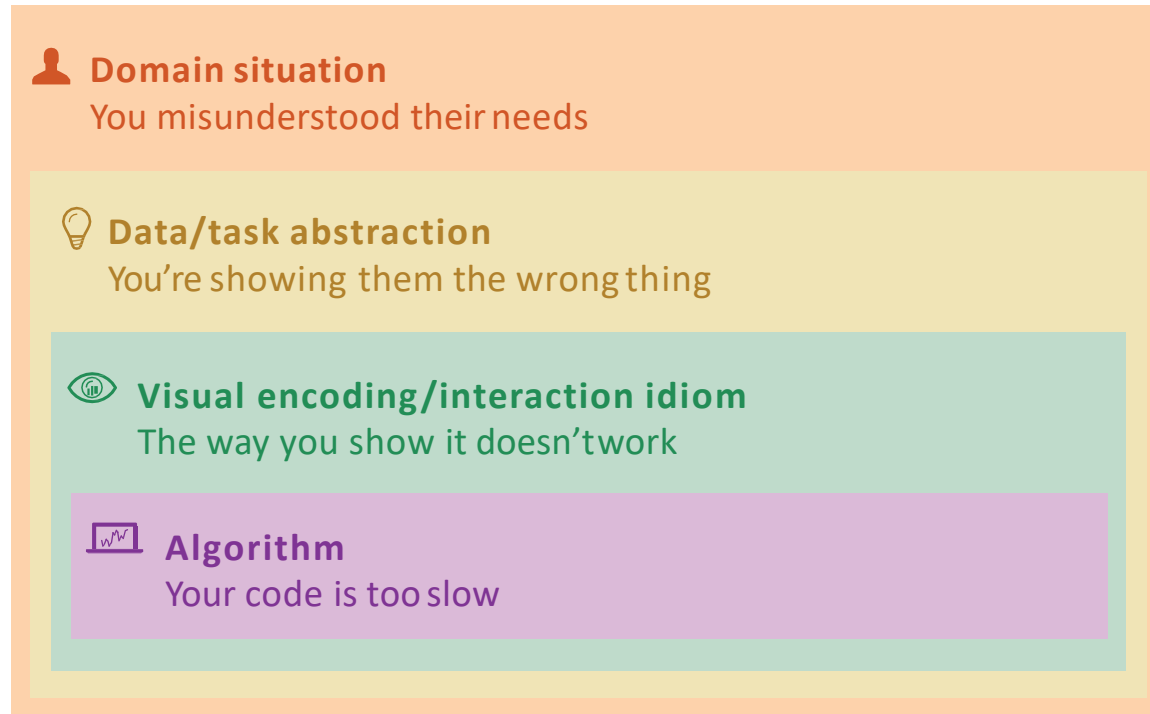 Domain situation
You misunderstood their needs
Data/task abstraction
You’re showing them the wrong thing
Visual encoding/interaction idiom
The way you show it doesn’twork
Algorithm
Your code is too slow